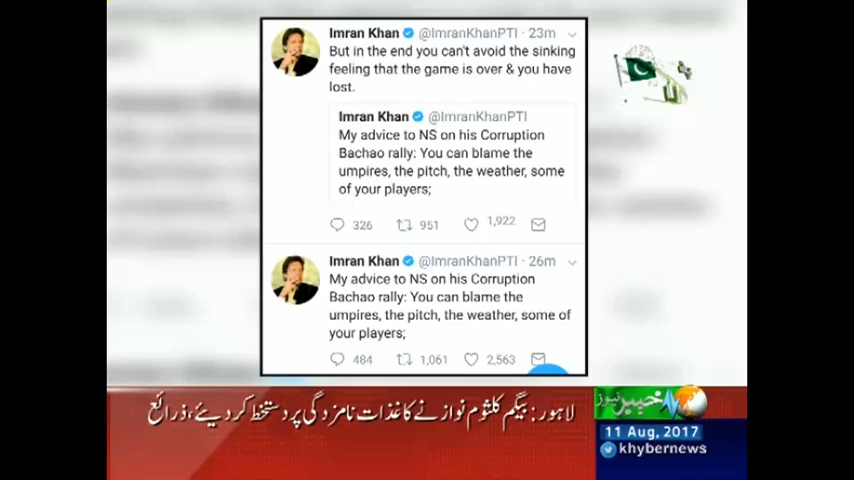 Imran Khan @ImranKhanPTI · 23m
But in the end you can't avoid the sinking
feeling that the game is over & you have
lost.
Imran Khan @ImranKhanPTI
My advice to NS on his Corruption
Bachao rally: You can blame the
umpires, the pitch, the weather, some
of your players;
326 951 1,922
Imran Khan @ImranKhanPTI · 26m
My advice to NS on his Corruption
Bachao rally: You can blame the
umpires, the pitch, the weather, some of
your players;
484 1,061 2,563
لاہور: بیگم کلثوم نواز نے کاغذات نامزدگی پر دستخط کر دیئے، ذرائع
خیبر نیوز
11 Aug, 2017
khybernews